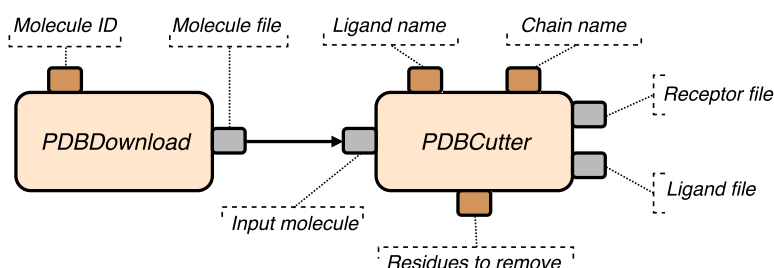 Molecule ID
Molecule file
Ligand name
Chain name
Receptor file
PDBDownload
PDBCutter
Ligand file
Input molecule
Residues to remove